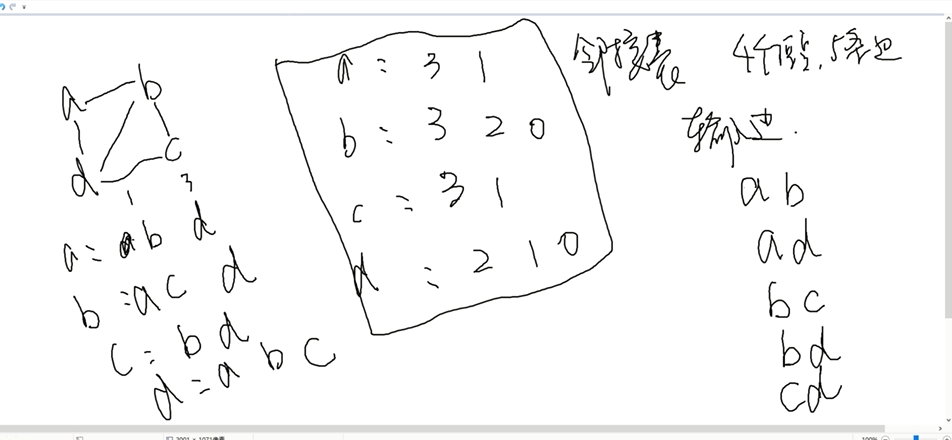 a b
d c
1 3
a = a b d
b = a c d
c = b d
d = a b c
a : 3 1
b : 3 2 0
c : 3 1
d : 2 1 0
邻接表 4个顶点,5条边
输入边.
a b
a d
b c
b d
c d
100%